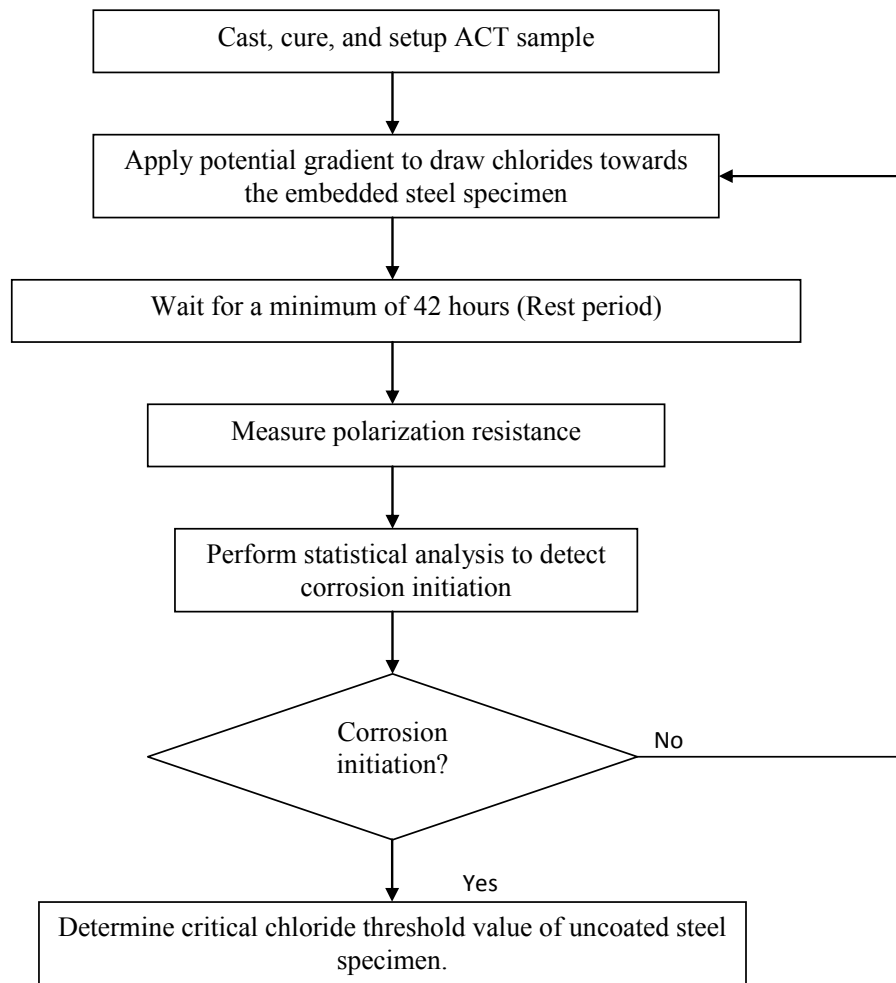 Cast, cure, and setup ACT sample
Apply potential gradient to draw chlorides towards
the embedded steel specimen
Wait for a minimum of 42 hours (Rest period)
Measure polarization resistance
Perform statistical analysis to detect
corrosion initiation
Corrosion
initiation?
No
Yes
Determine critical chloride threshold value of uncoated steel
specimen.